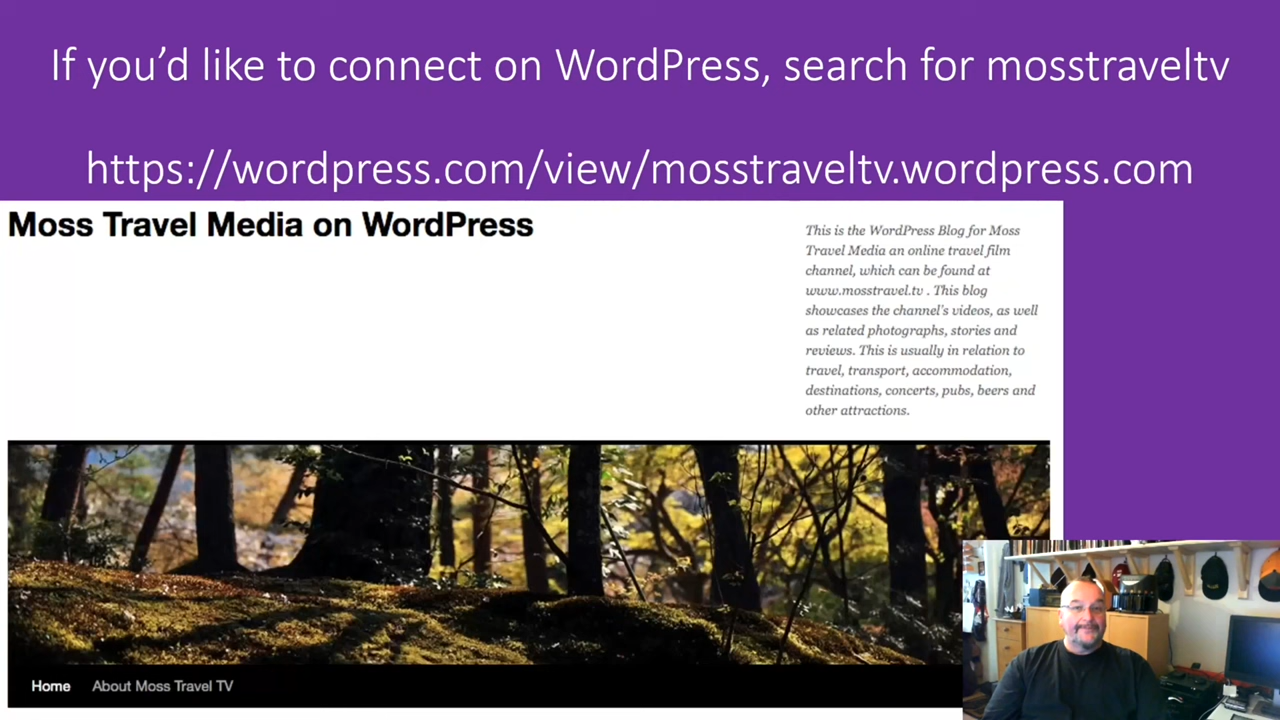 If you’d like to connect on WordPress, search for mosstraveltv
https://wordpress.com/view/mosstraveltv.wordpress.com
Moss Travel Media on WordPress
This is the WordPress Blog for Moss
Travel Media an online travel film
channel, which can be found at
www.mosstravel.tv . This blog
showcases the channel's videos, as well
as related photographs, stories and
reviews. This is usually in relation to
travel, transport, accommodation,
destinations, concerts, pubs, beers and
other attractions.
Home About Moss Travel TV